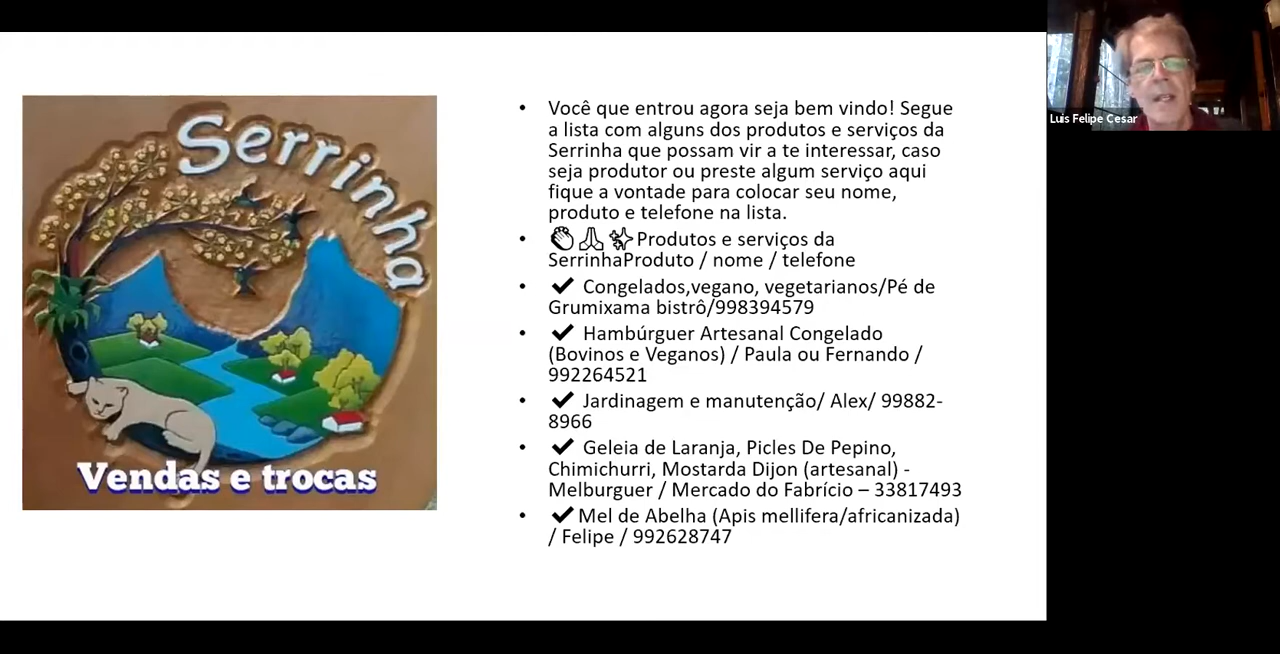 Serrinha
Vendas e trocas
• Você que entrou agora seja bem vindo! Segue
a lista com alguns dos produtos e serviços da
Serrinha que possam vir a te interessar, caso
seja produtor ou preste algum serviço aqui
fique a vontade para colocar seu nome,
produto e telefone na lista.
• 👏🙏✨Produtos e serviços da
SerrinhaProduto / nome / telefone
• ✔ Congelados,vegano, vegetarianos/Pé de
Grumixama bistrô/998394579
• ✔ Hambúrguer Artesanal Congelado
(Bovinos e Veganos) / Paula ou Fernando /
992264521
• ✔ Jardinagem e manutenção/ Alex/ 99882-
8966
• ✔ Geleia de Laranja, Picles De Pepino,
Chimichurri, Mostarda Dijon (artesanal) -
Melburguer / Mercado do Fabrício – 33817493
• ✔Mel de Abelha (Apis mellifera/africanizada)
/ Felipe / 992628747
Luis Felipe Cesar